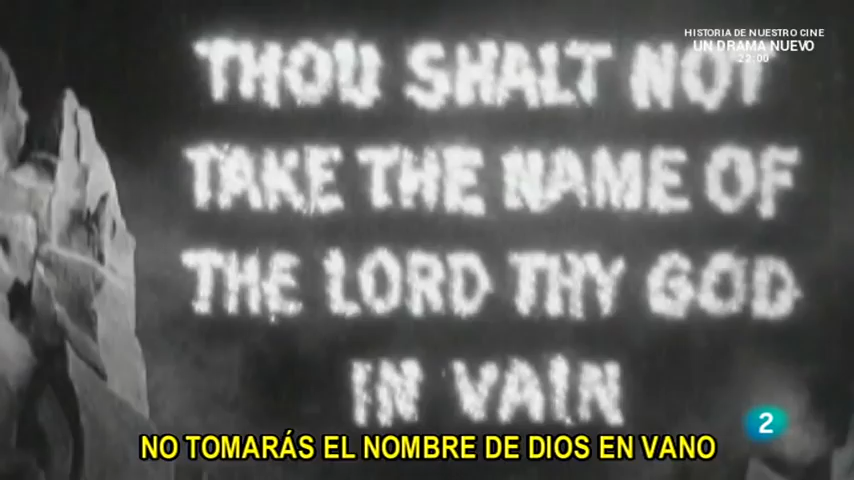 HISTORIA DE NUESTRO CINE
UN DRAMA NUEVO
22:00
THOU SHALT NOT
TAKE THE NAME OF
THE LORD THY GOD
IN VAIN
2
NO TOMARÁS EL NOMBRE DE DIOS EN VANO